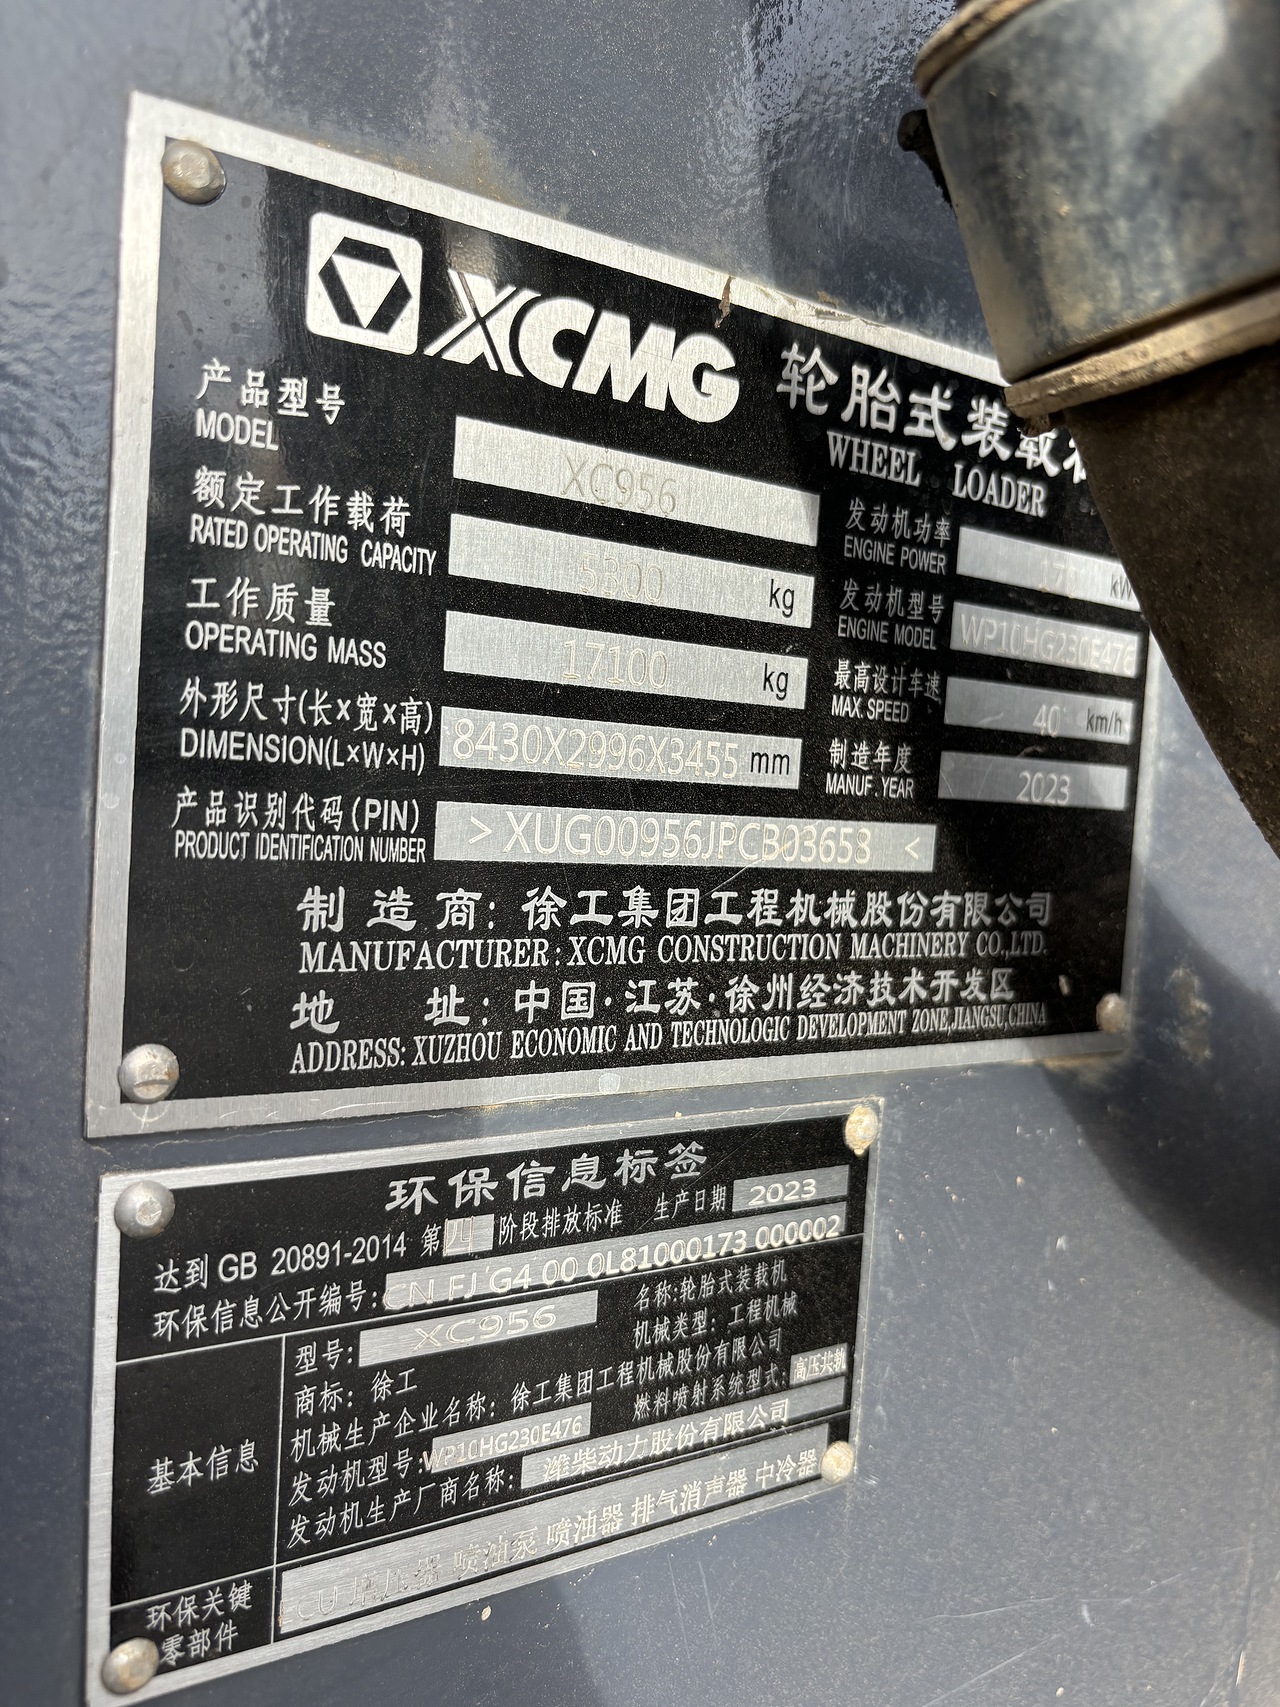 XCMG 轮胎式装载
WHEEL LOADER
产品型号
MODEL
XC956
额定工作载荷
RATED OPERATING CAPACITY
5300 kg
工作质量
OPERATING MASS
17100 kg
外形尺寸(长×宽×高)
DIMENSION(L×W×H)
8430X2996X3455 mm
产品识别代码(PIN)
PRODUCT IDENTIFICATION NUMBER
> XUG00956JPCB03658 <
发动机功率
ENGINE POWER
kW
发动机型号
ENGINE MODEL
WP10HG230E476
最高设计车速
MAX. SPEED
40 km/h
制造年度
MANUF. YEAR
2023
制造商: 徐工集团工程机械股份有限公司
MANUFACTURER: XCMG CONSTRUCTION MACHINERY CO.,LTD.
地址: 中国·江苏·徐州经济技术开发区
ADDRESS: XUZHOU ECONOMIC AND TECHNOLOGIC DEVELOPMENT ZONE,JIANGSU,CHINA
环保信息标签
达到GB 20891-2014 第四阶段排放标准 生产日期 2023
环保信息公开编号: CN FJ G4 00 0L81000173 000002
基本信息
型号: XC956 名称:轮胎式装载机
商标: 徐工 机械类型: 工程机械
机械生产企业名称: 徐工集团工程机械股份有限公司
发动机型号: WP10HG230E476 燃料喷射系统型式: 高压共轨
发动机生产厂商名称: 潍柴动力股份有限公司
环保关键零部件
ECU 增压器 喷油泵 喷油器 排气消声器 中冷器